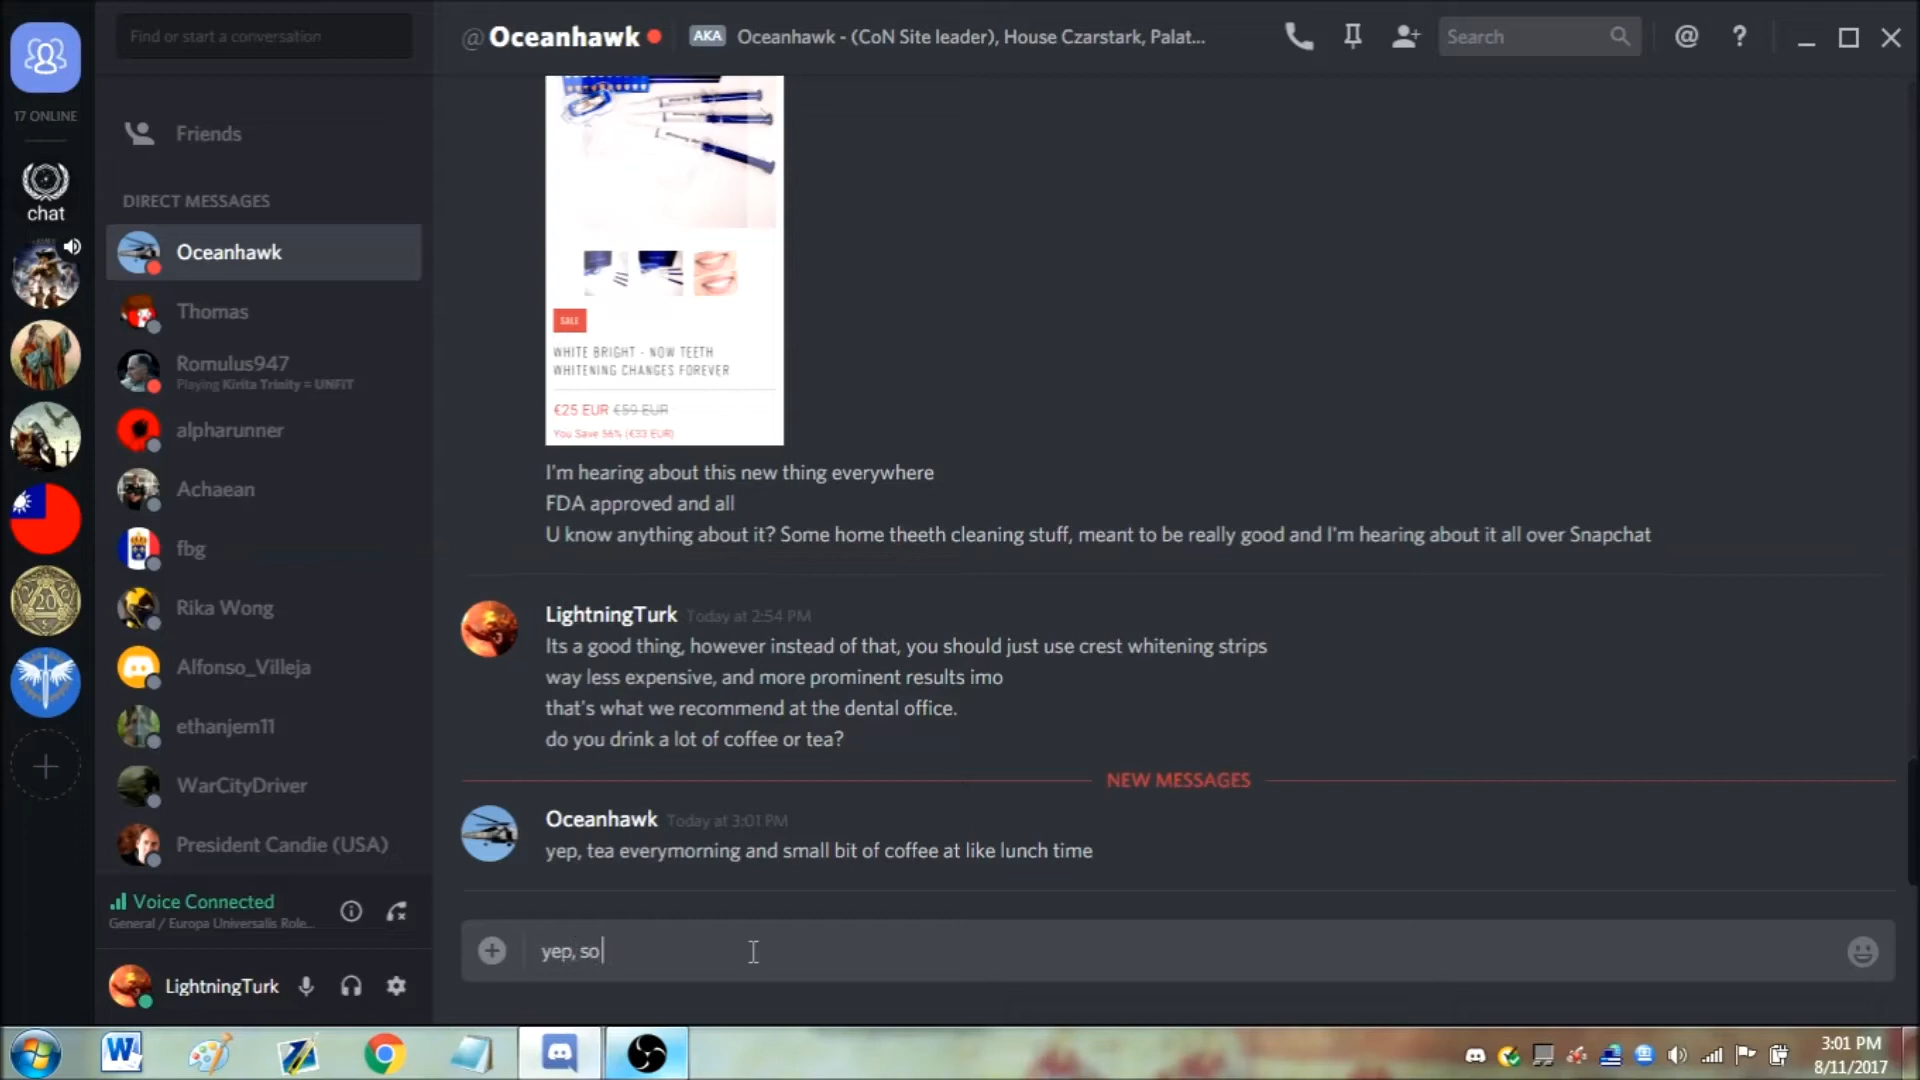 Find or start a conversation
@Oceanhawk AKA Oceanhawk - (CoN Site leader), House Czarstark, Palat...
Search
@ ?
17 ONLINE
chat
20
Friends
DIRECT MESSAGES
Oceanhawk
Thomas
Romulus947
Playing Kirita Trinity = UNFIT
alpharunner
Achaean
fbg
Rika Wong
Alfonso_Villeja
ethanjem11
WarCityDriver
President Candie (USA)
Voice Connected
General / Europa Universalis Role...
LightningTurk
SALE
WHITE BRIGHT - NOW TEETH
WHITENING CHANGES FOREVER
€25 EUR €59 EUR
You Save 56% (€33 EUR)
I'm hearing about this new thing everywhere
FDA approved and all
U know anything about it? Some home theeth cleaning stuff, meant to be really good and I'm hearing about it all over Snapchat
LightningTurk Today at 2:54 PM
Its a good thing, however instead of that, you should just use crest whitening strips
way less expensive, and more prominent results imo
that's what we recommend at the dental office.
do you drink a lot of coffee or tea?
NEW MESSAGES
Oceanhawk Today at 3:01 PM
yep, tea everymorning and small bit of coffee at like lunch time
yep, so
3:01 PM
8/11/2017